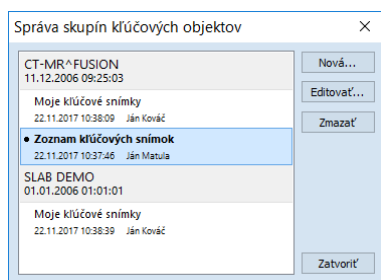 Správa skupín kľúčových objektov
CT-MR^FUSION
11.12.2006 09:25:03
Moje kľúčové snímky
22.11.2017 10:38:09 Ján Kováč
• Zoznam kľúčových snímok
22.11.2017 10:37:46 Ján Matula
SLAB DEMO
01.01.2006 01:01:01
Moje kľúčové snímky
22.11.2017 10:38:39 Ján Kováč
Nová...
Editovať...
Zmazať
Zatvoriť